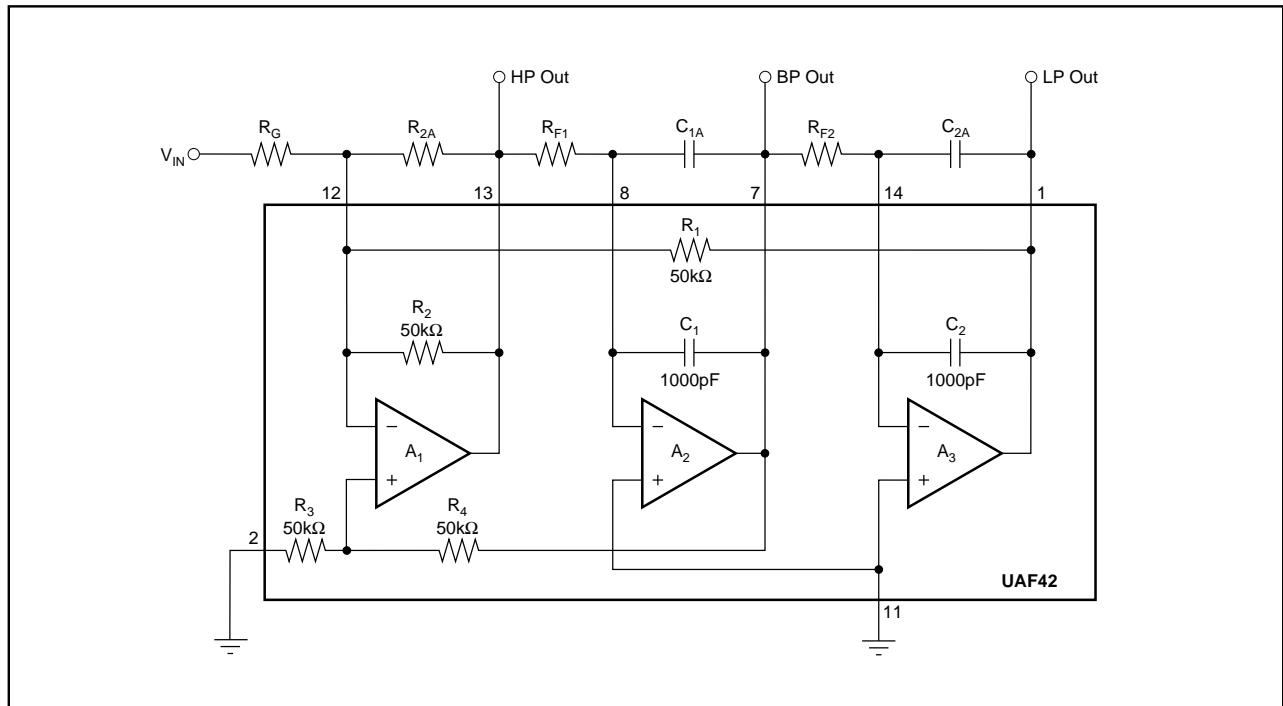 HP Out BP Out LP Out
R_G R_2A R_F1 C_1A R_F2 C_2A
V_IN
12 13 8 7 14 1
R_1
50kΩ
R_2 C_1 C_2
50kΩ 1000pF 1000pF
− − −
A_1 A_2 A_3
+ + +
R_3 R_4
2 50kΩ 50kΩ
UAF42
11